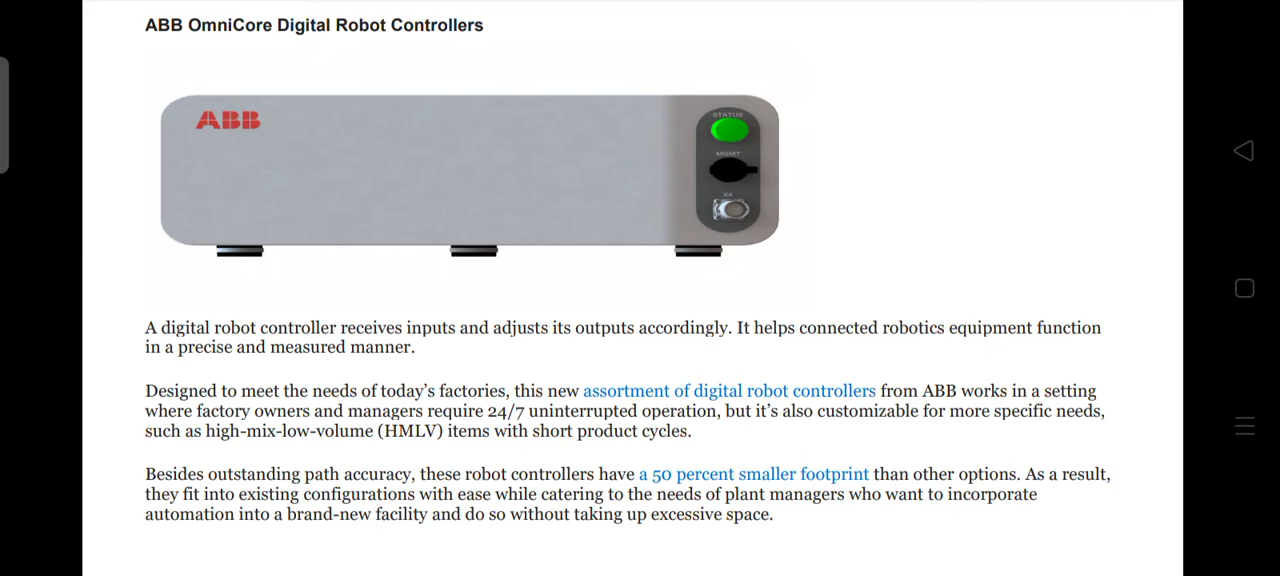 ABB OmniCore Digital Robot Controllers
ABB
STATUS
MGMT
X4
A digital robot controller receives inputs and adjusts its outputs accordingly. It helps connected robotics equipment function
in a precise and measured manner.
Designed to meet the needs of today’s factories, this new assortment of digital robot controllers from ABB works in a setting
where factory owners and managers require 24/7 uninterrupted operation, but it’s also customizable for more specific needs,
such as high-mix-low-volume (HMLV) items with short product cycles.
Besides outstanding path accuracy, these robot controllers have a 50 percent smaller footprint than other options. As a result,
they fit into existing configurations with ease while catering to the needs of plant managers who want to incorporate
automation into a brand-new facility and do so without taking up excessive space.